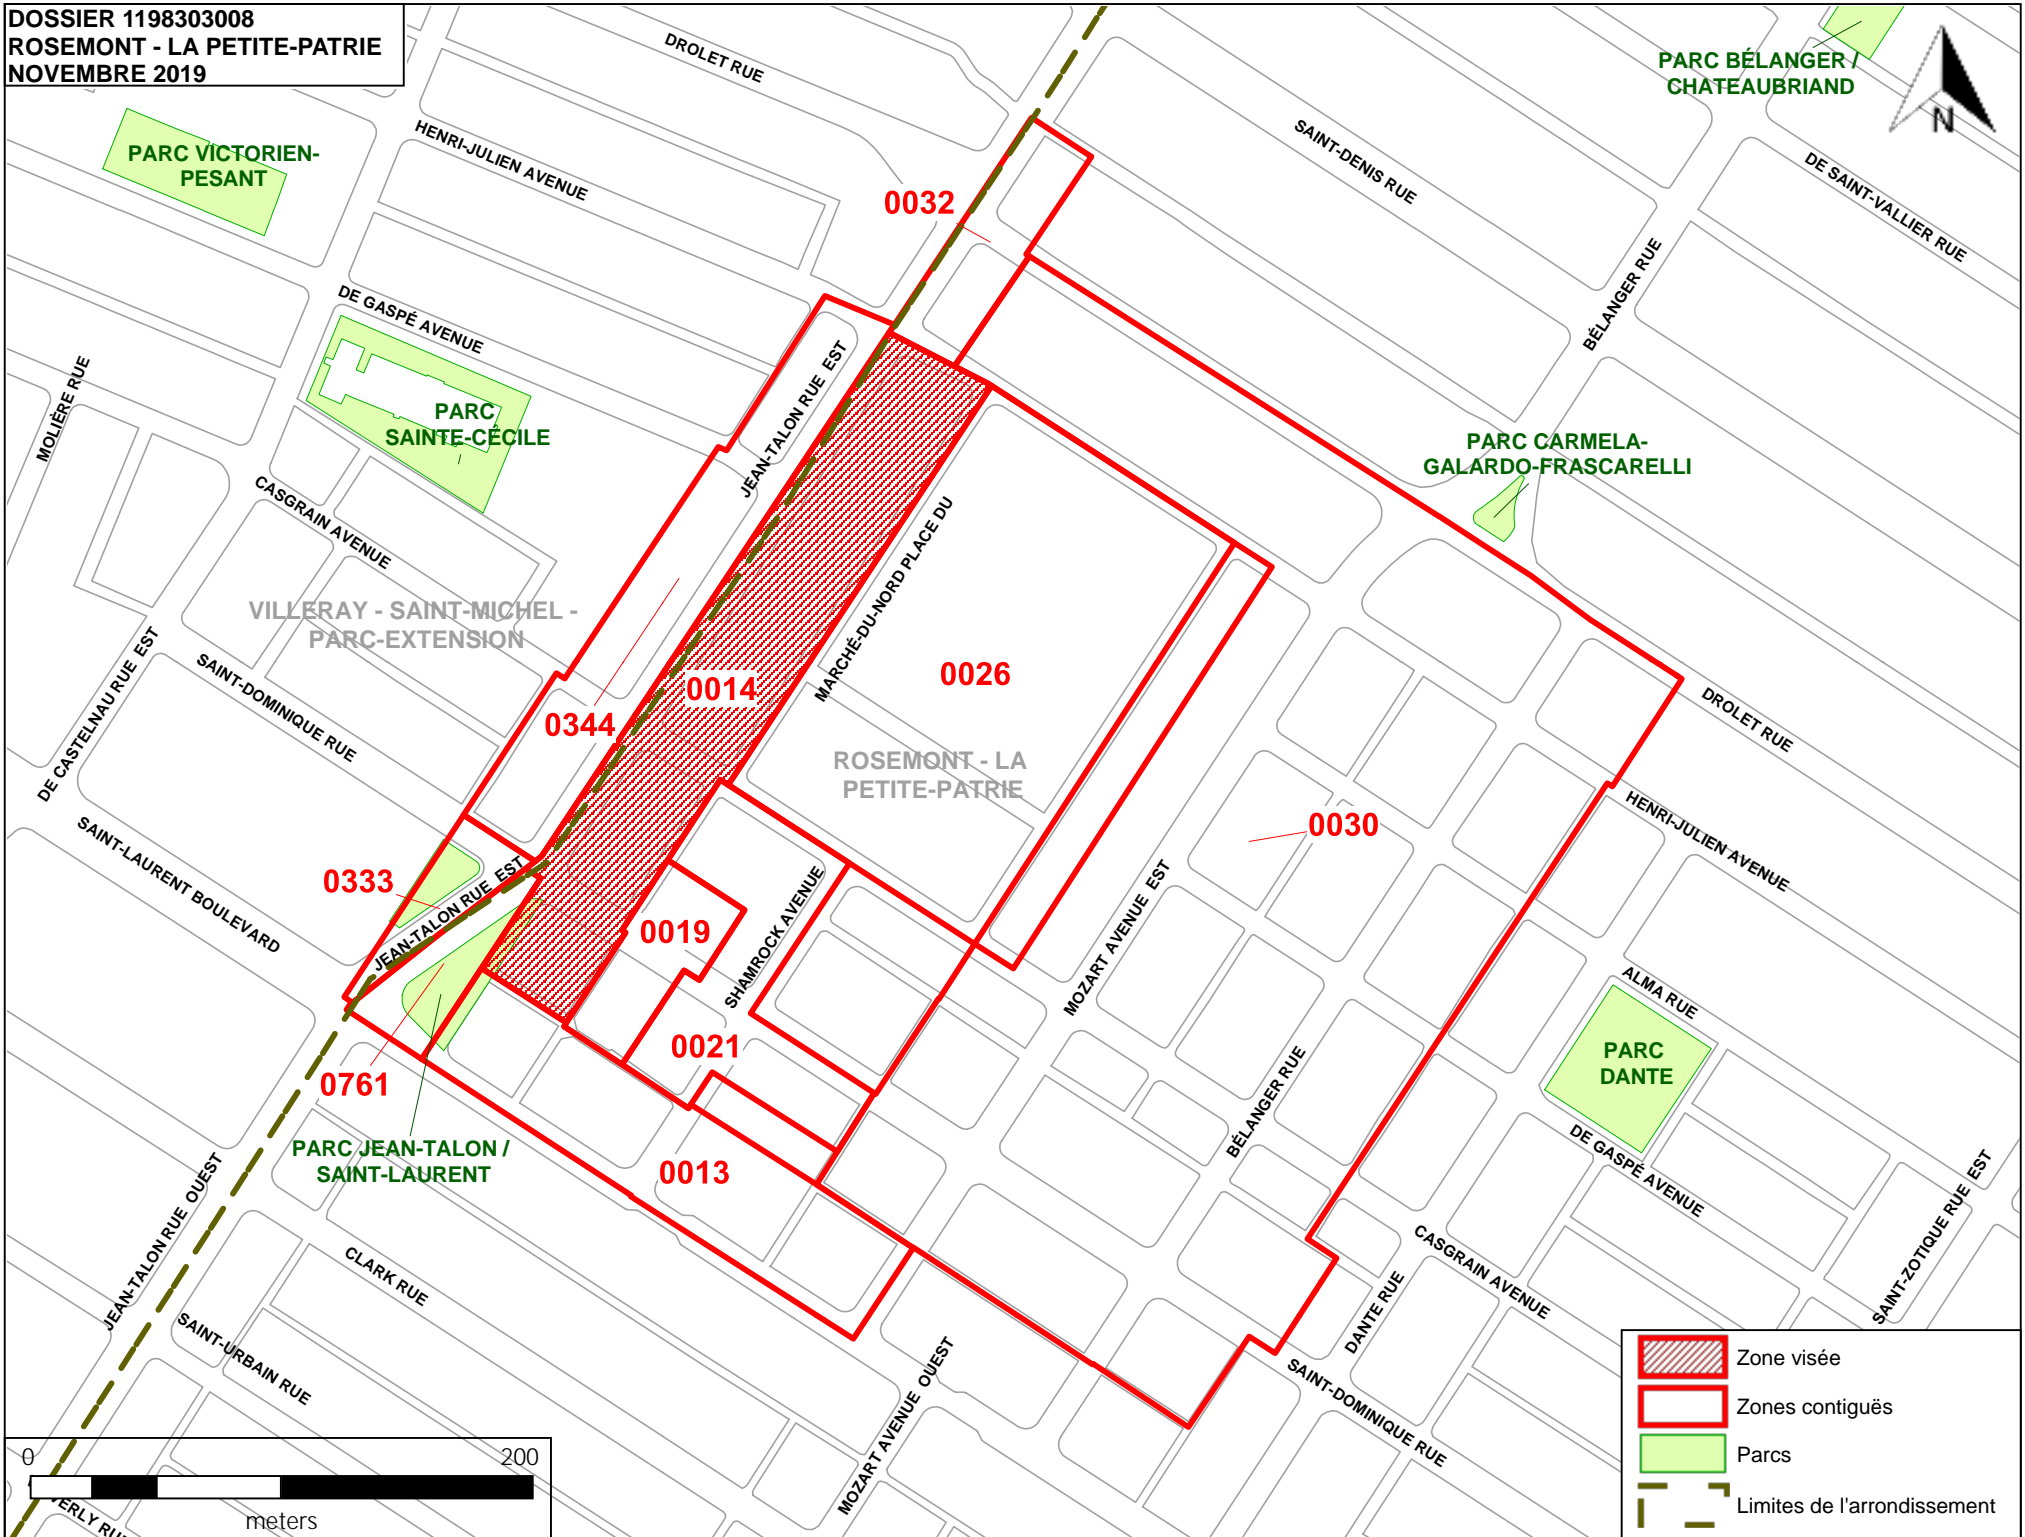 DOSSIER 1198303008
ROSEMONT - LA PETITE-PATRIE
NOVEMBRE 2019
DROLET RUE
PARC BÉLANGER /
CHATEAUBRIAND
N
PARC VICTORIEN-
PESANT
HENRI-JULIEN AVENUE
SAINT-DENIS RUE
DE SAINT-VALLIER RUE
0032
BÉLANGER RUE
DE GASPÉ AVENUE
MOLIÈRE RUE
JEAN-TALON RUE EST
PARC
SAINTE-CÉCILE
PARC CARMELA-
GALARDO-FRASCARELLI
CASGRAIN AVENUE
MARCHÉ-DU-NORD PLACE DU
VILLERAY - SAINT-MICHEL -
PARC-EXTENSION
0014
0026
0344
SAINT-DOMINIQUE RUE
DE CASTELNAU RUE EST
DROLET RUE
ROSEMONT - LA
PETITE-PATRIE
0030
HENRI-JULIEN AVENUE
SAINT-LAURENT BOULEVARD
0333
JEAN-TALON RUE EST
0019
SHAMROCK AVENUE
MOZART AVENUE EST
ALMA RUE
0021
PARC
DANTE
0761
BÉLANGER RUE
PARC JEAN-TALON /
SAINT-LAURENT
0013
DE GASPÉ AVENUE
JEAN-TALON RUE OUEST
SAINT-ZOTIQUE RUE EST
CLARK RUE
CASGRAIN AVENUE
DANTE RUE
SAINT-URBAIN RUE
MOZART AVENUE OUEST
SAINT-DOMINIQUE RUE
Zone visée
Zones contiguës
Parcs
Limites de l'arrondissement
0 200
meters